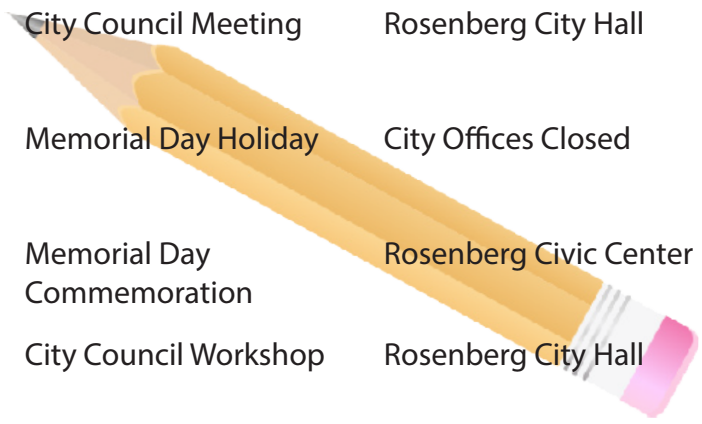 City Council Meeting Rosenberg City Hall
Memorial Day Holiday City Offices Closed
Memorial Day Rosenberg Civic Center
Commemoration
City Council Workshop Rosenberg City Hall